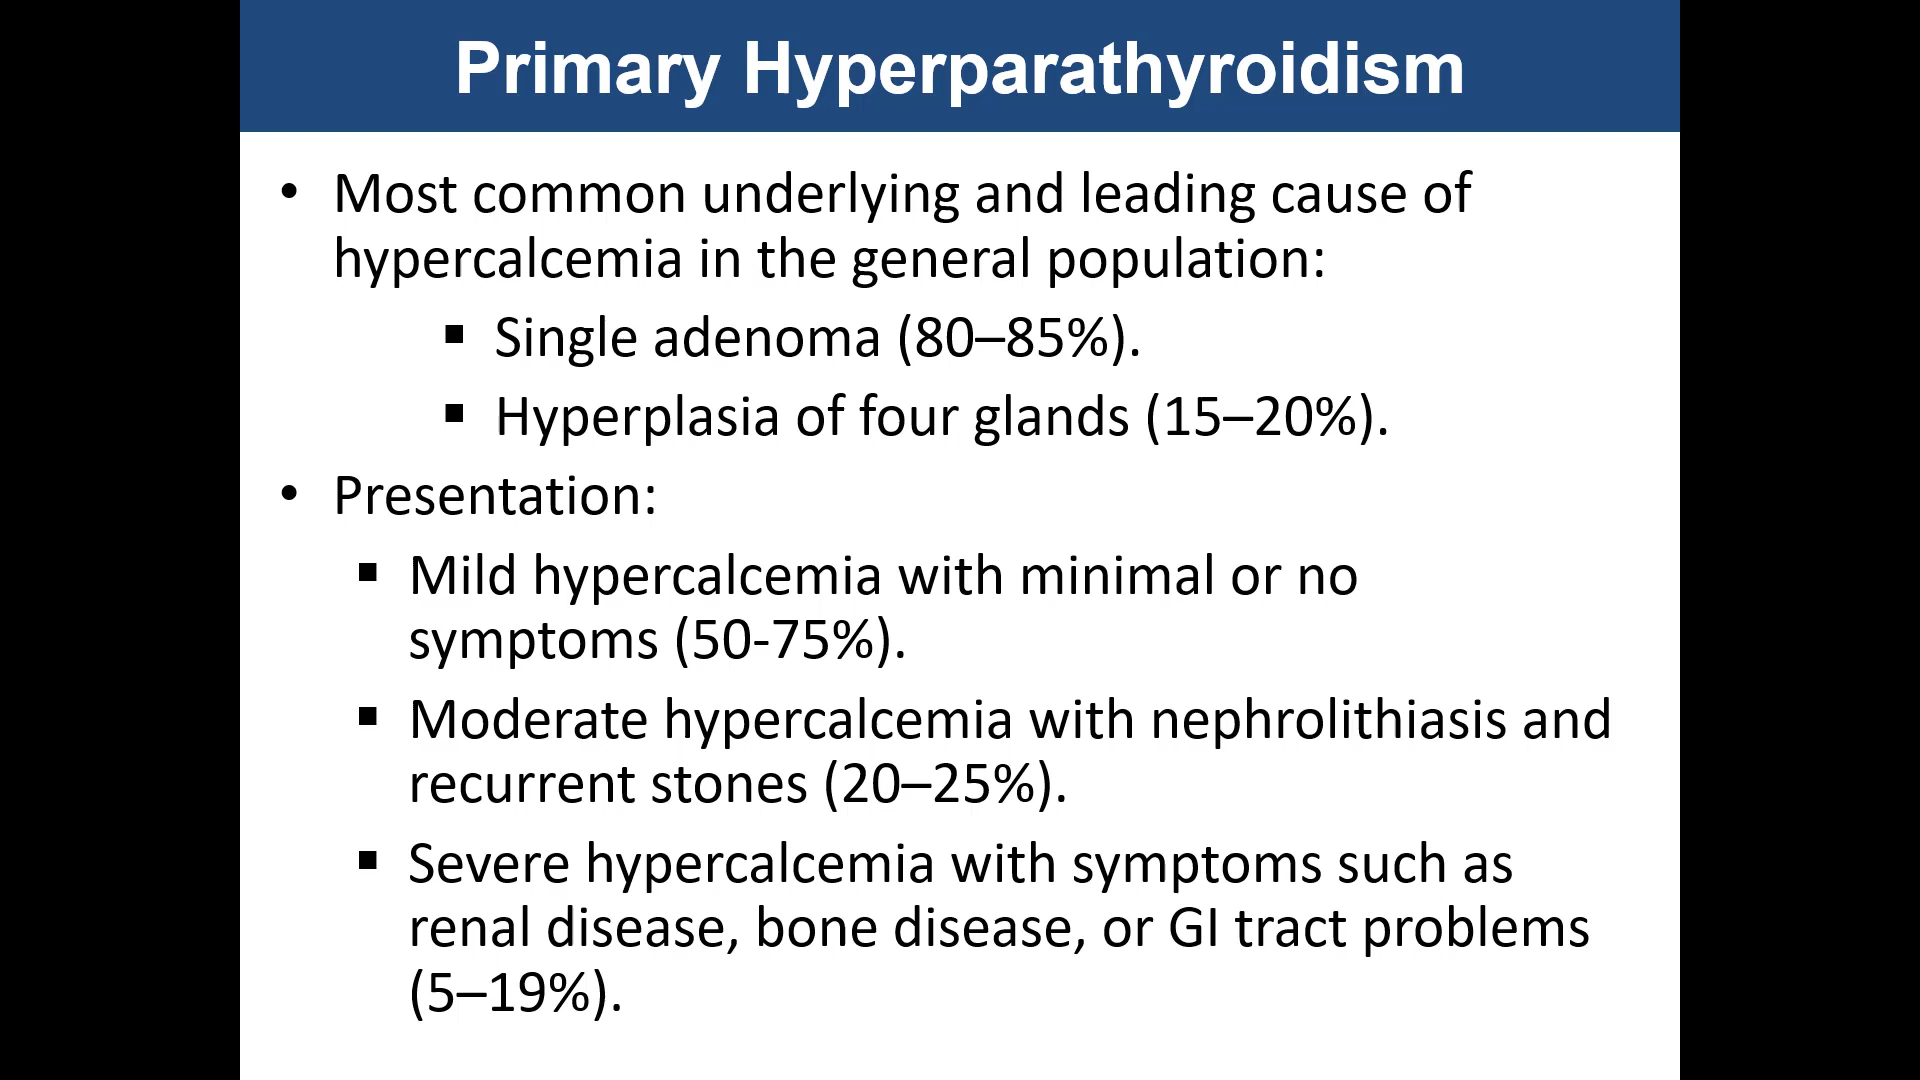 Primary Hyperparathyroidism
• Most common underlying and leading cause of
hypercalcemia in the general population:
▪ Single adenoma (80–85%).
▪ Hyperplasia of four glands (15–20%).
• Presentation:
▪ Mild hypercalcemia with minimal or no
symptoms (50-75%).
▪ Moderate hypercalcemia with nephrolithiasis and
recurrent stones (20–25%).
▪ Severe hypercalcemia with symptoms such as
renal disease, bone disease, or GI tract problems
(5–19%).